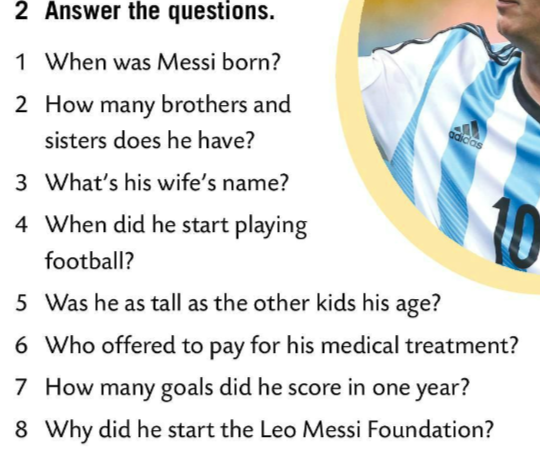 2 Answer the questions.
1 When was Messi born?
2 How many brothers and
sisters does he have?
adidas
3 What's his wife's name?
4 When did he start playing
football?
10
5 Was he as tall as the other kids his age?
6 Who offered to pay for his medical treatment?
7 How many goals did he score in one year?
8 Why did he start the Leo Messi Foundation?